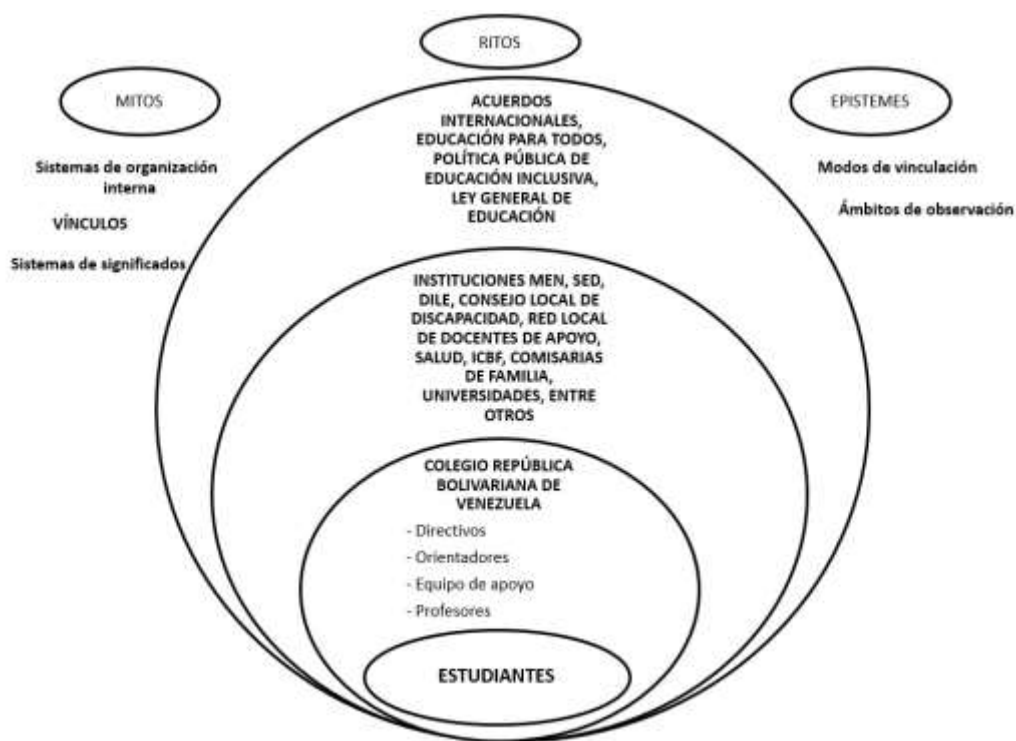 RITOS
MITOS
EPISTEMES
Sistemas de organización
interna
VÍNCULOS
Sistemas de significados
ACUERDOS
INTERNACIONALES,
EDUCACIÓN PARA TODOS,
POLÍTICA PÚBLICA DE
EDUCACIÓN INCLUSIVA,
LEY GENERAL DE
EDUCACIÓN
Modos de vinculación
Ámbitos de observación
INSTITUCIONES MEN, SED,
DILE, CONSEJO LOCAL DE
DISCAPACIDAD, RED LOCAL
DE DOCENTES DE APOYO,
SALUD, ICBF, COMISARIAS
DE FAMILIA,
UNIVERSIDADES, ENTRE
OTROS
COLEGIO REPÚBLICA
BOLIVARIANA DE
VENEZUELA
- Directivos
- Orientadores
- Equipo de apoyo
- Profesores
ESTUDIANTES